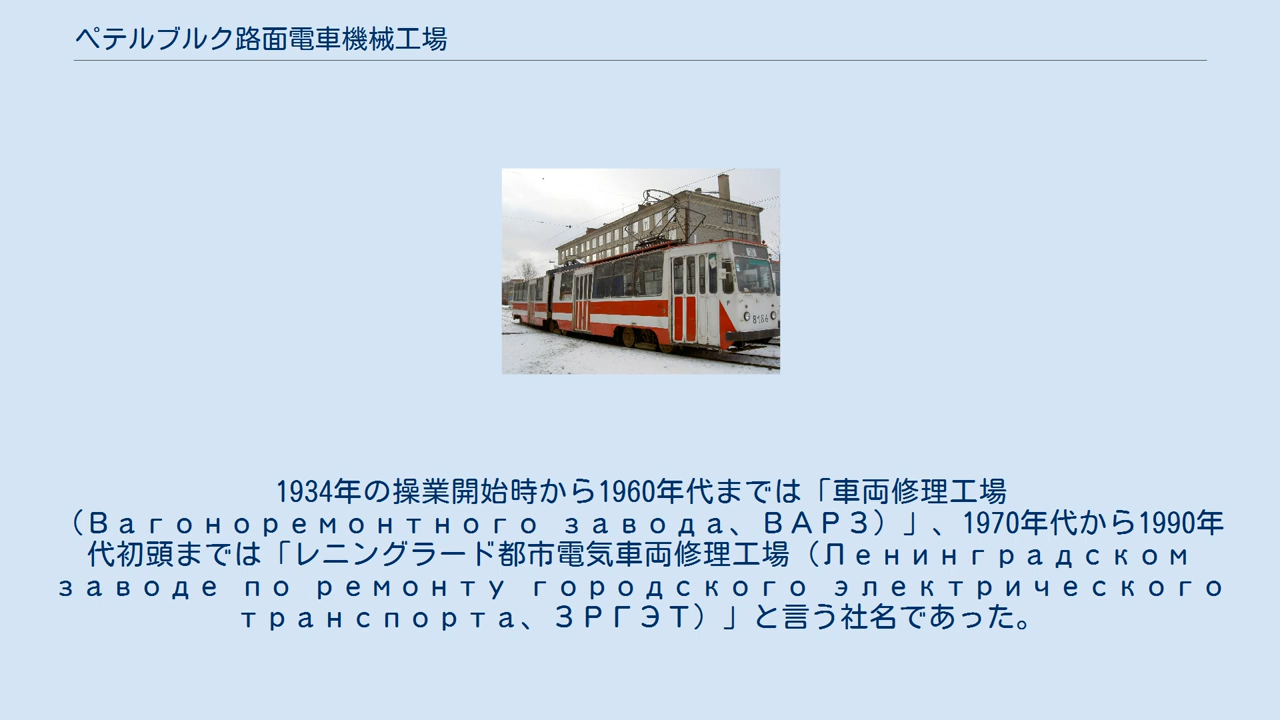 ペテルブルク路面電車機械工場
8186
1934年の操業開始時から1960年代までは「車両修理工場
（Вагоноремонтного завода、ВАРЗ）」、1970年代から1990年
代初頭までは「レニングラード都市電気車両修理工場（Ленинградском
заводе по ремонту городского электрического
транспорта、ЗРГЭТ）」と言う社名であった。